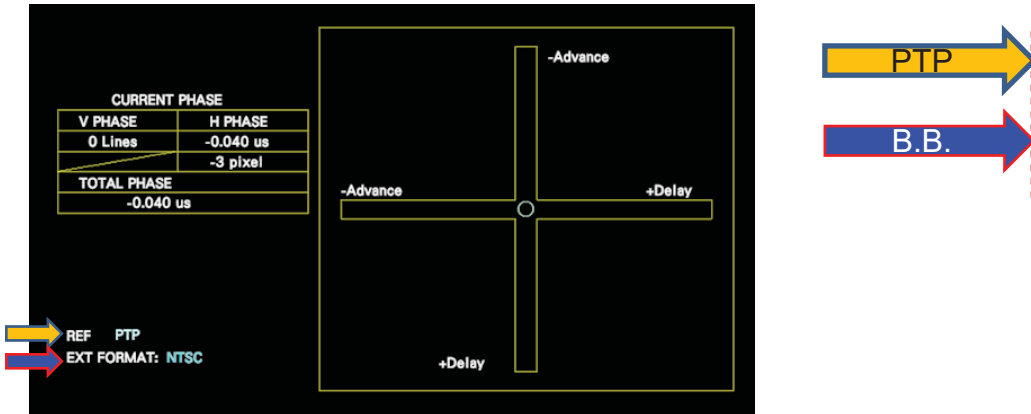 CURRENT PHASE
V PHASE H PHASE
0 Lines -0.040 us
-3 pixel
TOTAL PHASE
-0.040 us
REF PTP
EXT FORMAT: NTSC
-Advance
-Advance +Delay
+Delay
PTP
B.B.